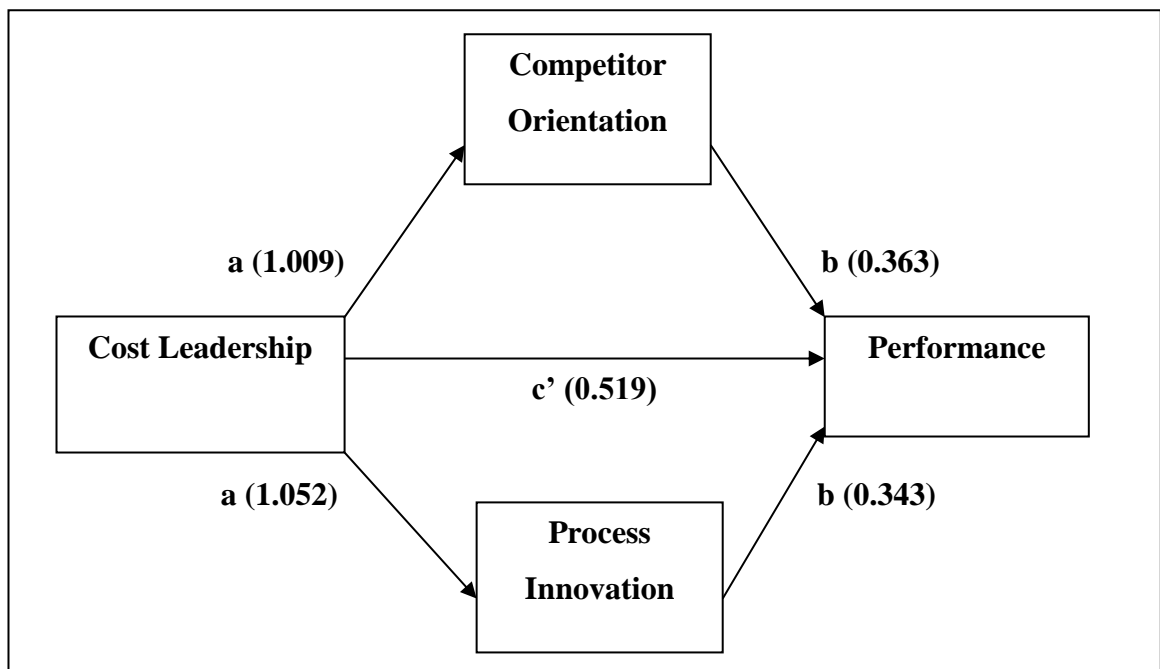 Competitor
Orientation
a (1.009)
b (0.363)
Cost Leadership
Performance
c’ (0.519)
a (1.052)
b (0.343)
Process
Innovation